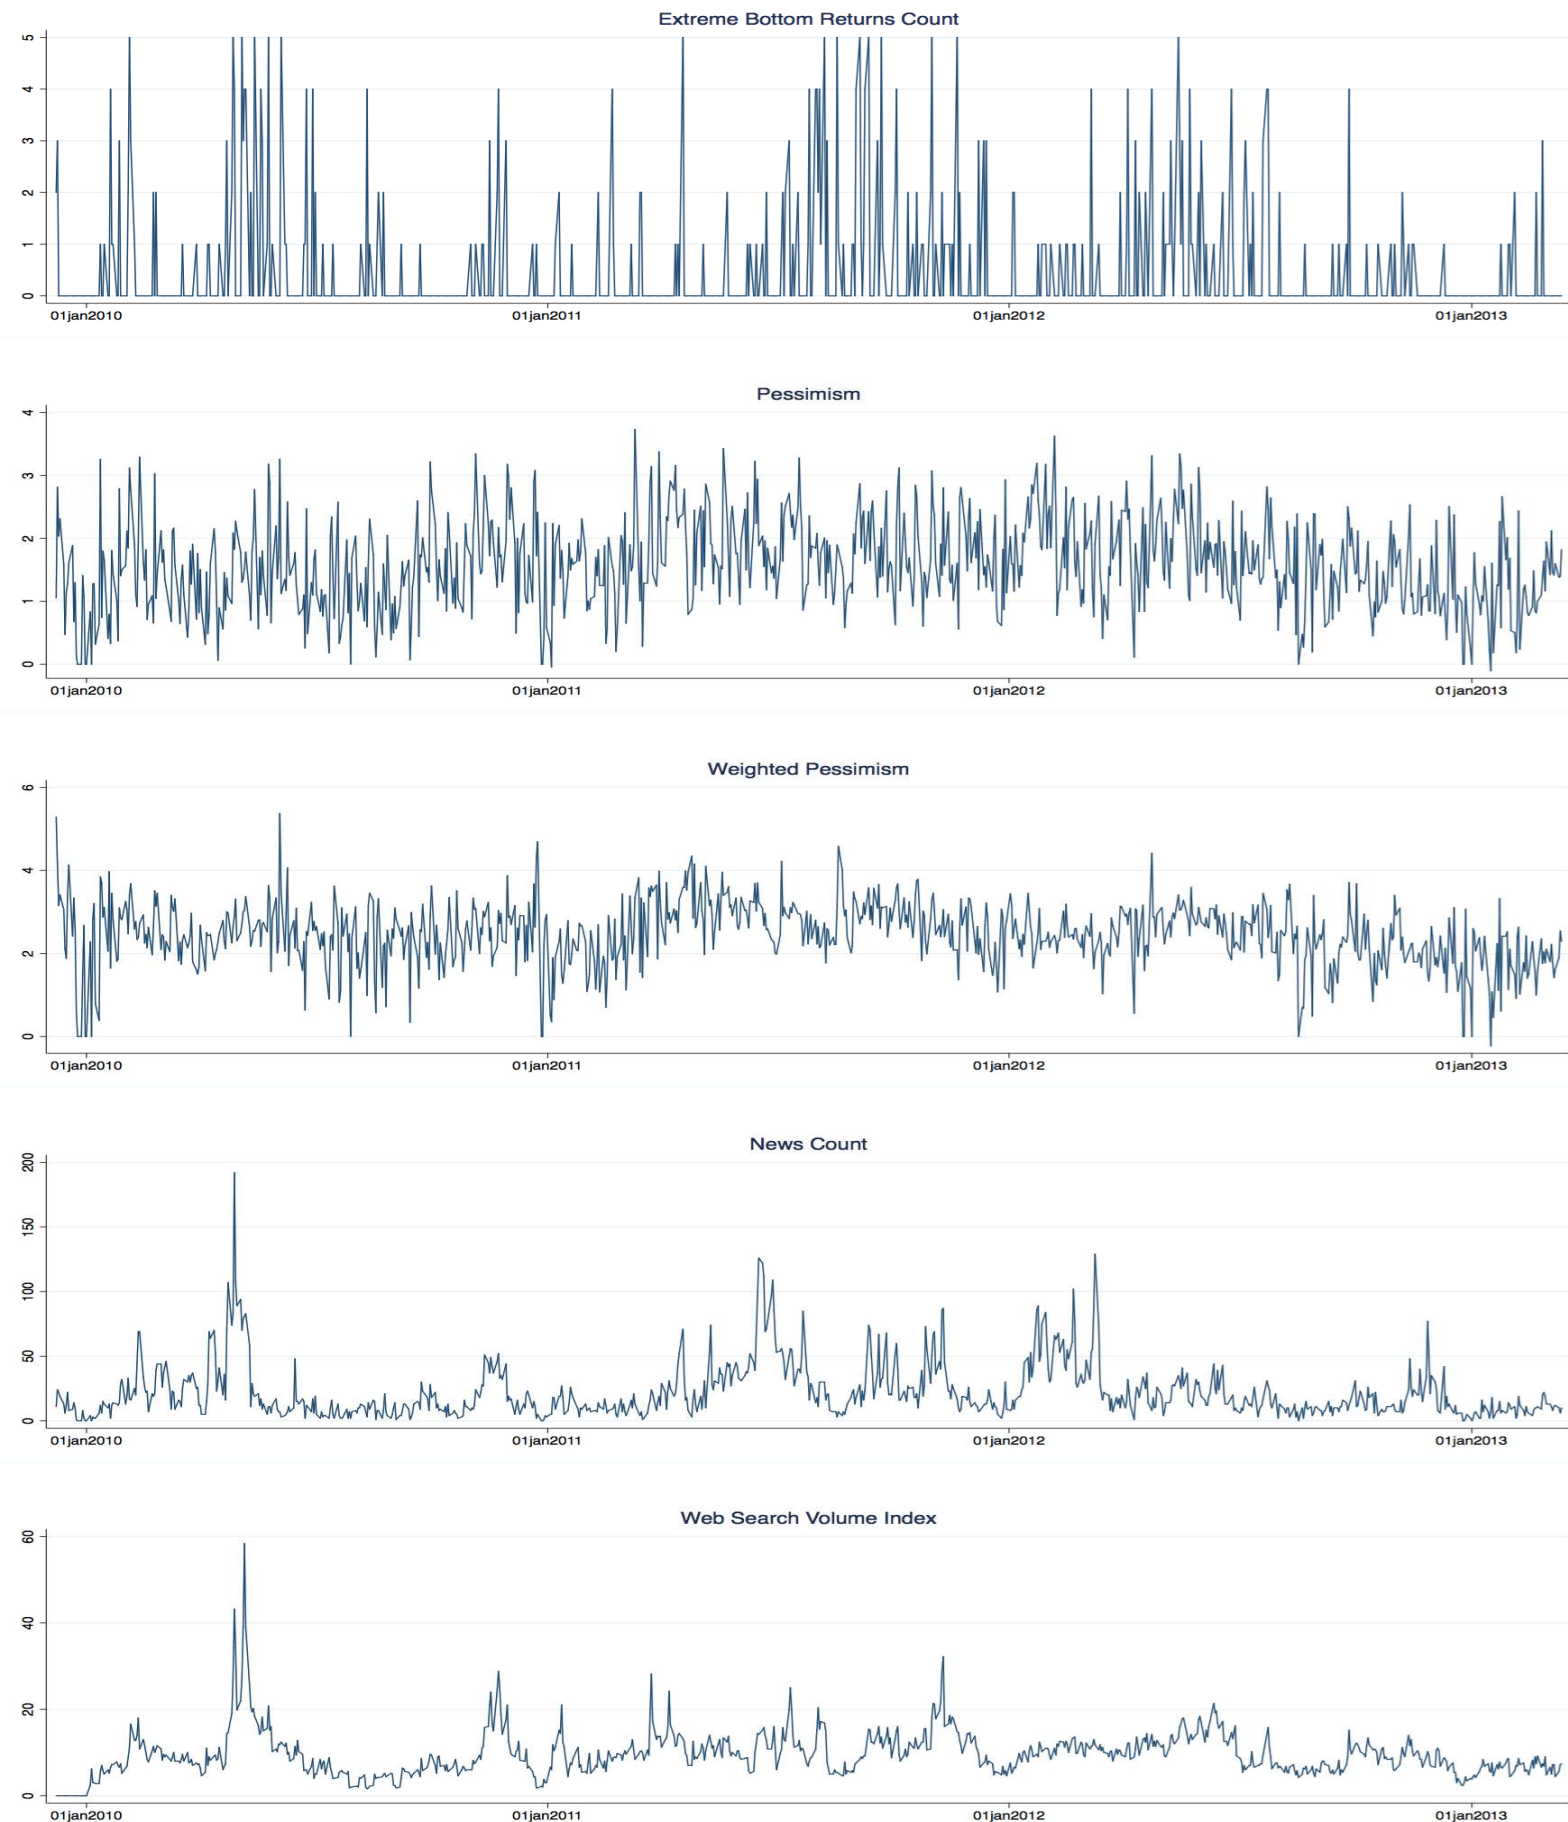 Extreme Bottom Returns Count
5
4
3
2
1
0
01jan2010 01jan2011 01jan2012 01jan2013
Pessimism
4
3
2
1
0
01jan2010 01jan2011 01jan2012 01jan2013
Weighted Pessimism
6
4
2
0
01jan2010 01jan2011 01jan2012 01jan2013
News Count
200
150
100
50
0
01jan2010 01jan2011 01jan2012 01jan2013
Web Search Volume Index
60
40
20
0
01jan2010 01jan2011 01jan2012 01jan2013